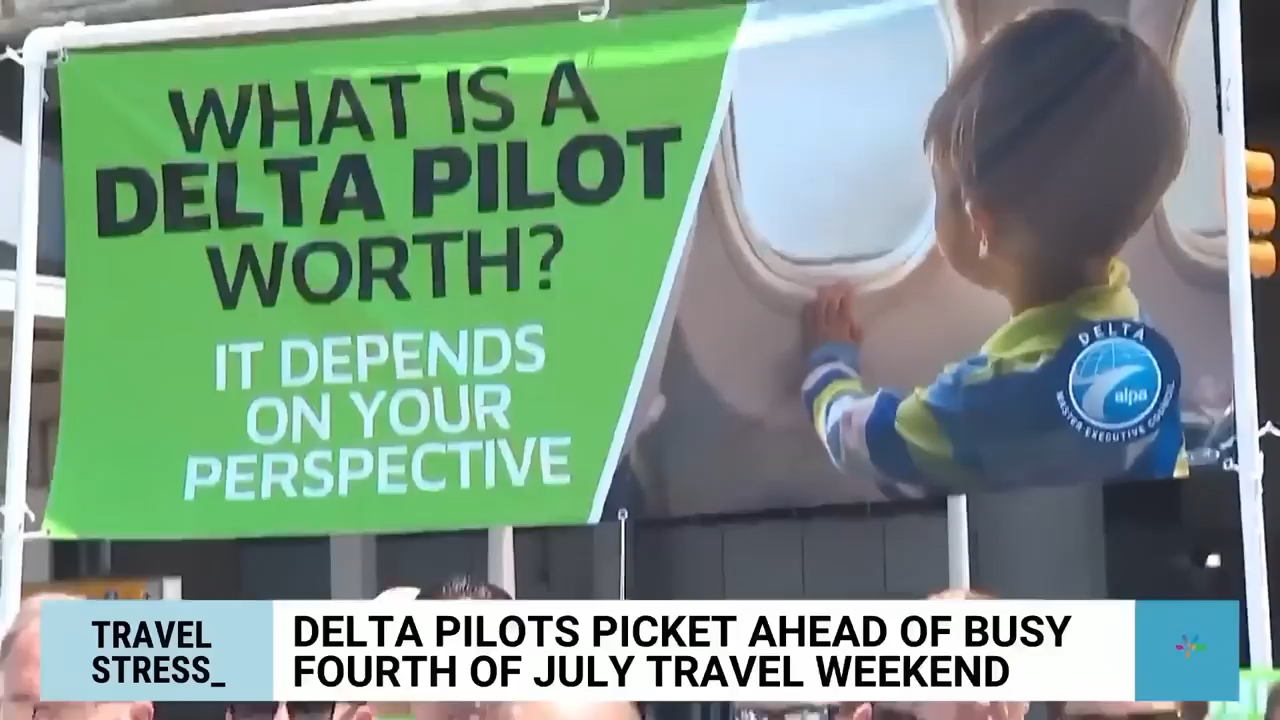 WHAT IS A
DELTA PILOT
WORTH?
IT DEPENDS
ON YOUR
PERSPECTIVE
DELTA
alpa
MASTER EXECUTIVE COUNCIL
TRAVEL
STRESS_
DELTA PILOTS PICKET AHEAD OF BUSY
FOURTH OF JULY TRAVEL WEEKEND